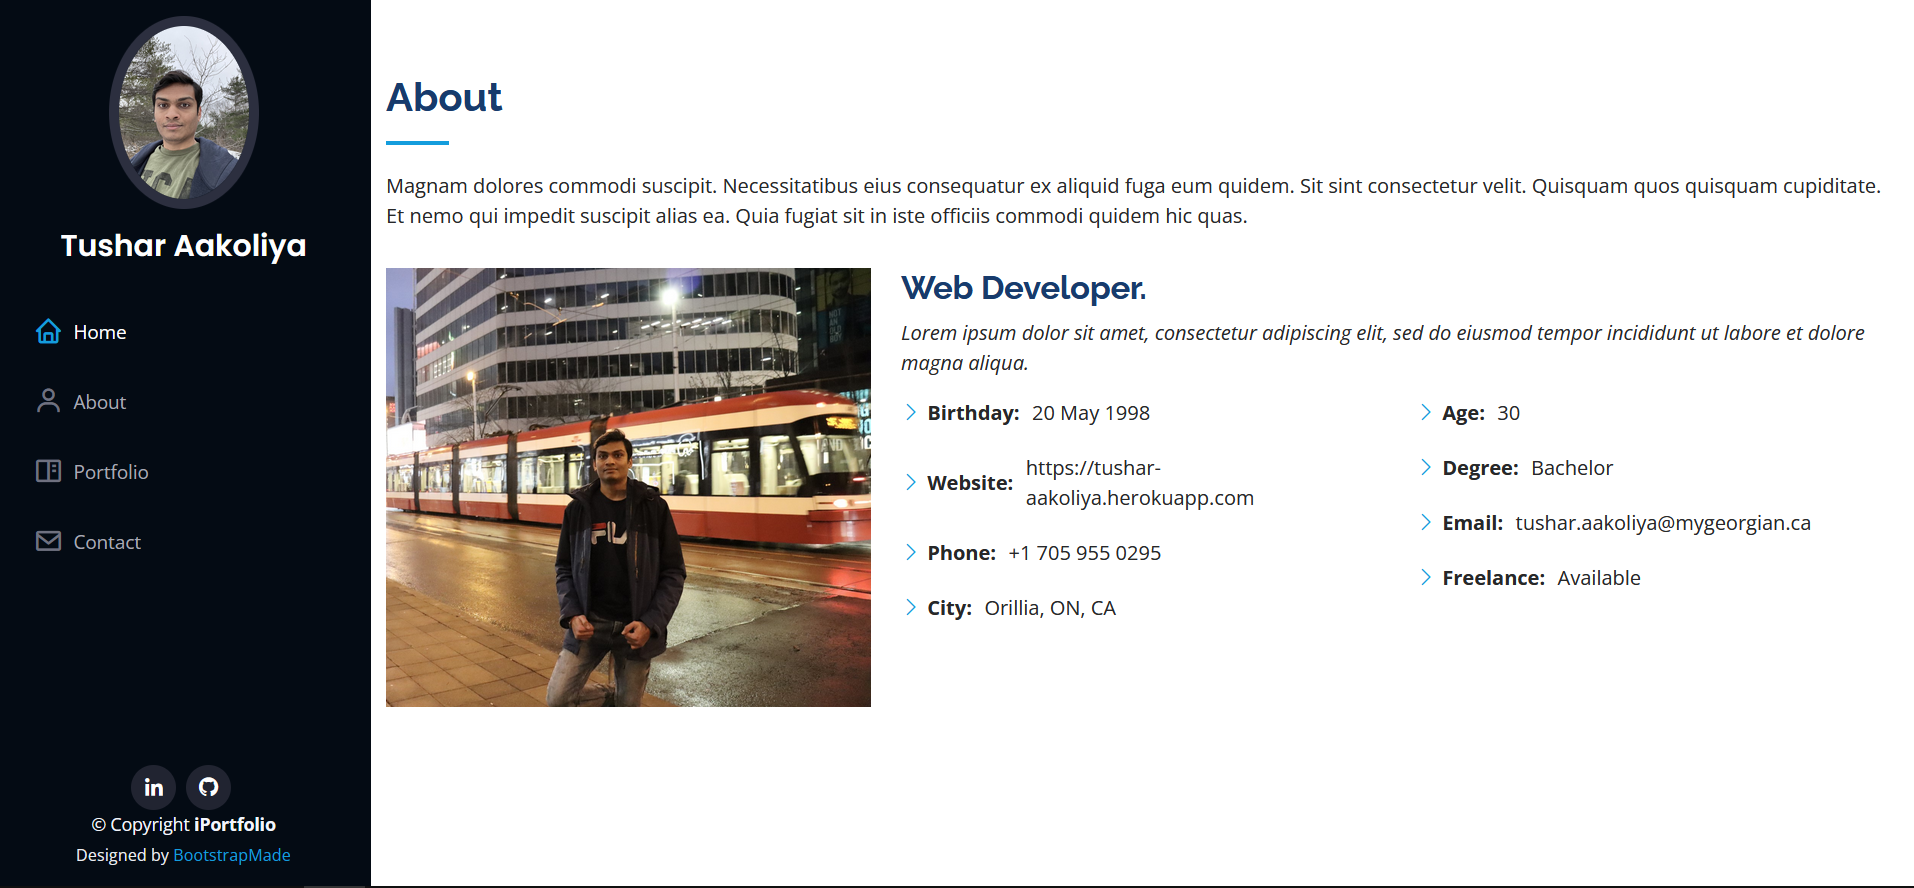 Tushar Aakoliya
Home
About
Portfolio
Contact
© Copyright iPortfolio
Designed by BootstrapMade
About
Magnam dolores commodi suscipit. Necessitatibus eius consequatur ex aliquid fuga eum quidem. Sit sint consectetur velit. Quisquam quos quisquam cupiditate.
Et nemo qui impedit suscipit alias ea. Quia fugiat sit in iste officiis commodi quidem hic quas.
FILA
Web Developer.
Lorem ipsum dolor sit amet, consectetur adipiscing elit, sed do eiusmod tempor incididunt ut labore et dolore
magna aliqua.
Birthday: 20 May 1998
Website: https://tushar-
aakoliya.herokuapp.com
Phone: +1 705 955 0295
City: Orillia, ON, CA
Age: 30
Degree: Bachelor
Email: tushar.aakoliya@mygeorgian.ca
Freelance: Available